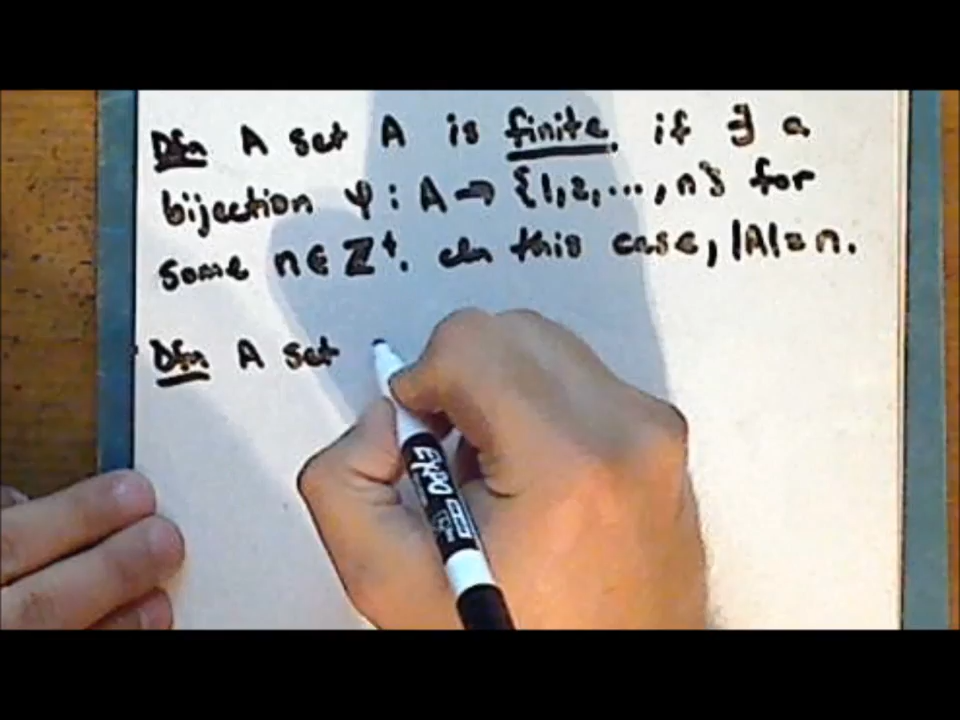 Dfn A set A is finite if ∃ a
bijection φ : A → {1,2,...,n} for
some n ∈ ℤ⁺. In this case, |A| = n.
Dfn A set
EXPO